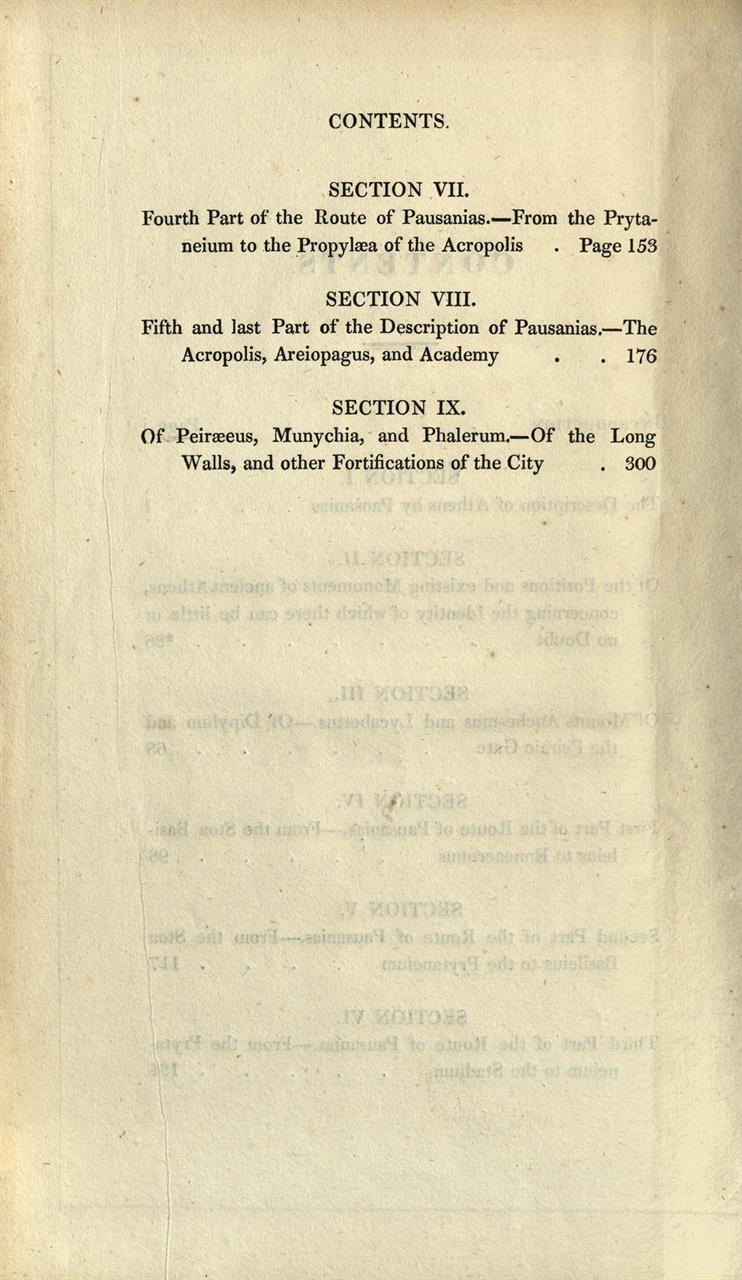 CONTENTS.
SECTION VII.
Fourth Part of the Route of Pausanias.—From the Pryta-
neium to the Propylæa of the Acropolis . Page 153
SECTION VIII.
Fifth and last Part of the Description of Pausanias.—The
Acropolis, Areiopagus, and Academy . . 176
SECTION IX.
Of Peiræeus, Munychia, and Phalerum.—Of the Long
Walls, and other Fortifications of the City . 300